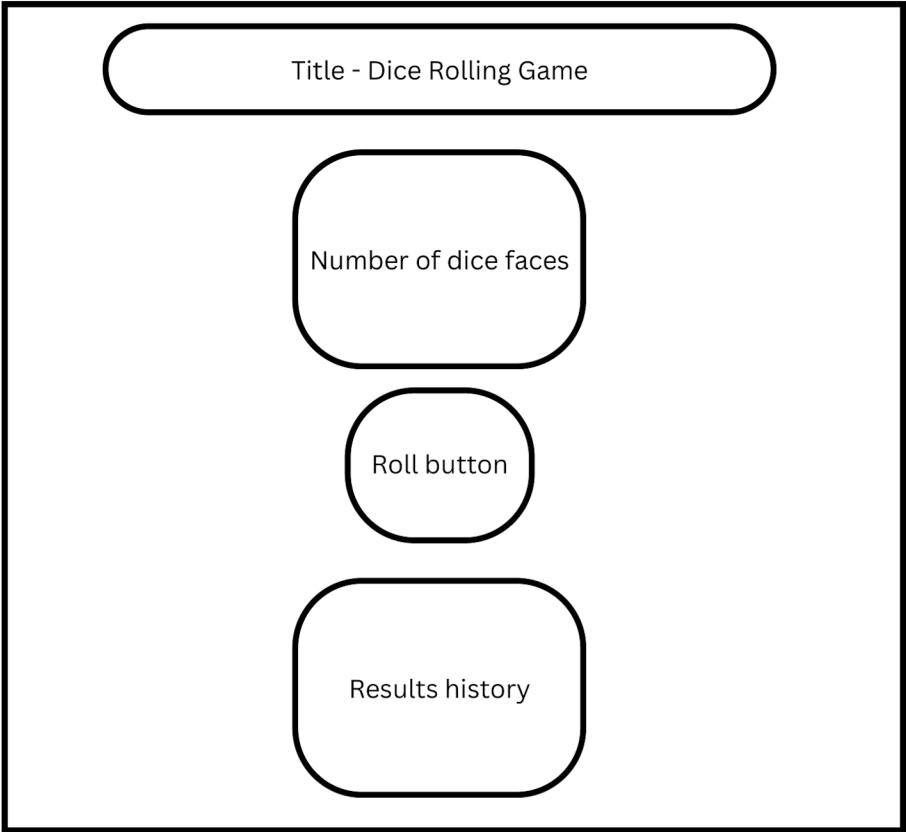 Title - Dice Rolling Game
Number of dice faces
Roll button
Results history